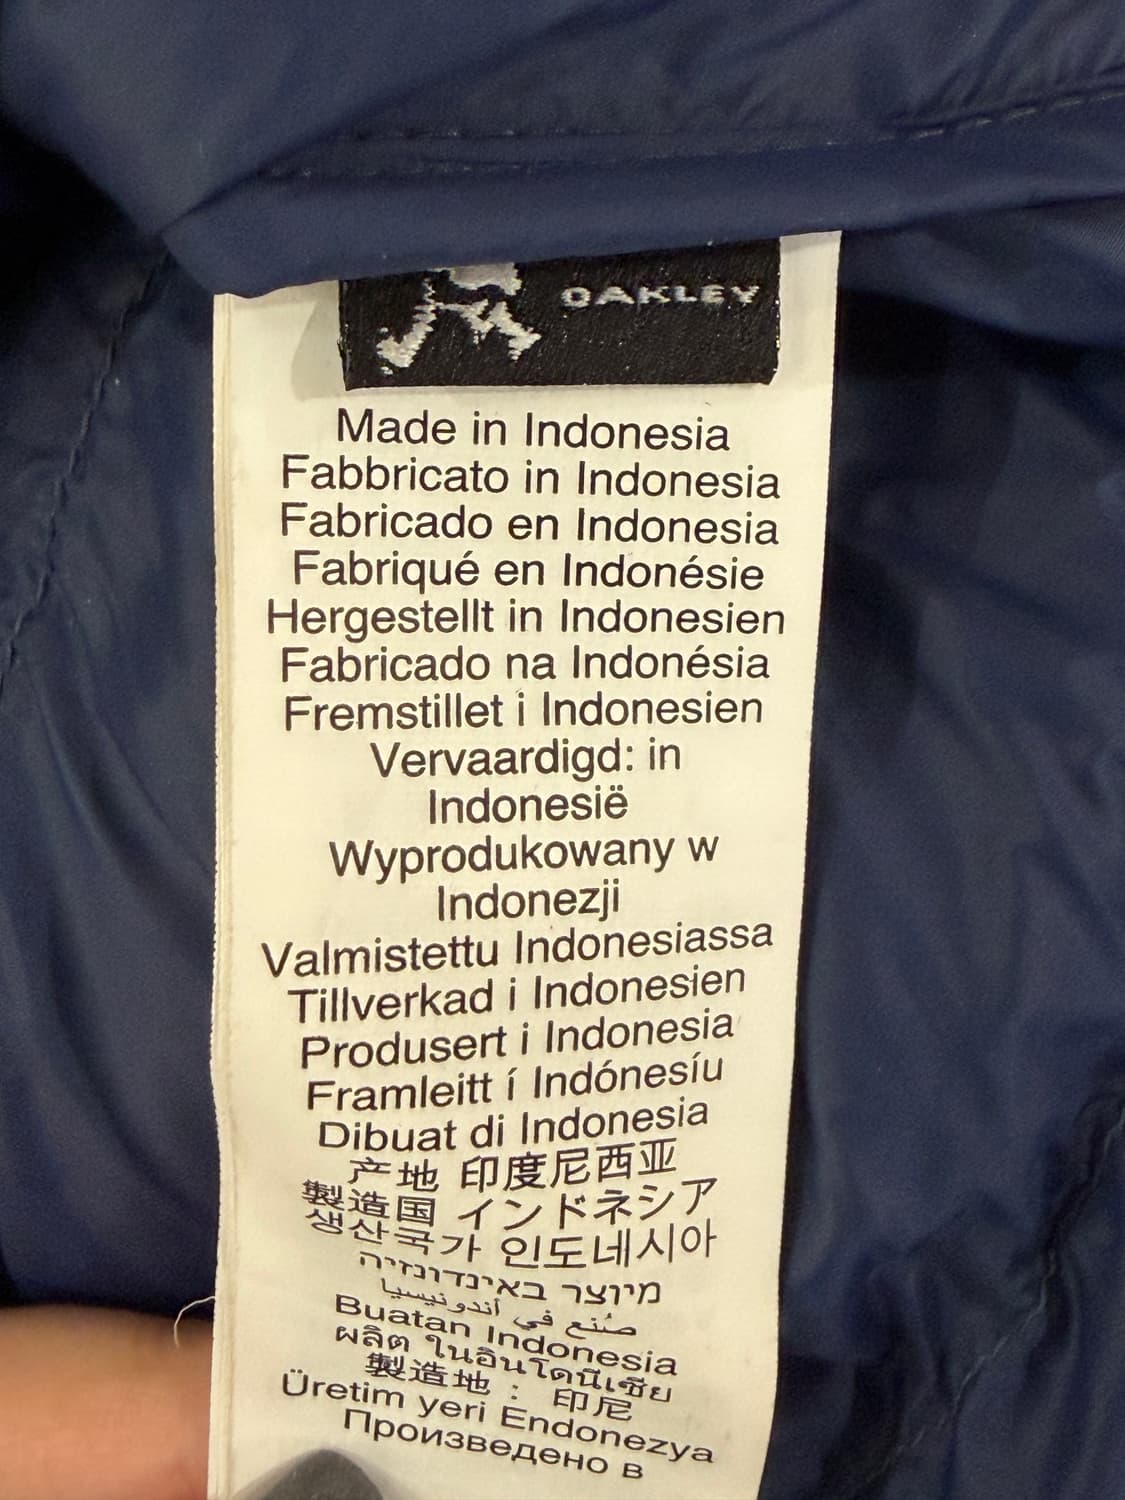 OAKLEY
Made in Indonesia
Fabbricato in Indonesia
Fabricado en Indonesia
Fabriqué en Indonésie
Hergestellt in Indonesien
Fabricado na Indonésia
Fremstillet i Indonesien
Vervaardigd: in
Indonesië
Wyprodukowany w
Indonezji
Valmistettu Indonesiassa
Tillverkad i Indonesien
Produsert i Indonesia
Framleitt í Indónesíu
Dibuat di Indonesia
产地 印度尼西亚
製造国 インドネシア
생산국가 인도네시아
מיוצר באינדונזיה
صُنع في أندونيسيا
Buatan Indonesia
ผลิต ในอินโดนีเซีย
製造地：印尼
Üretim yeri Endonezya
Произведено в